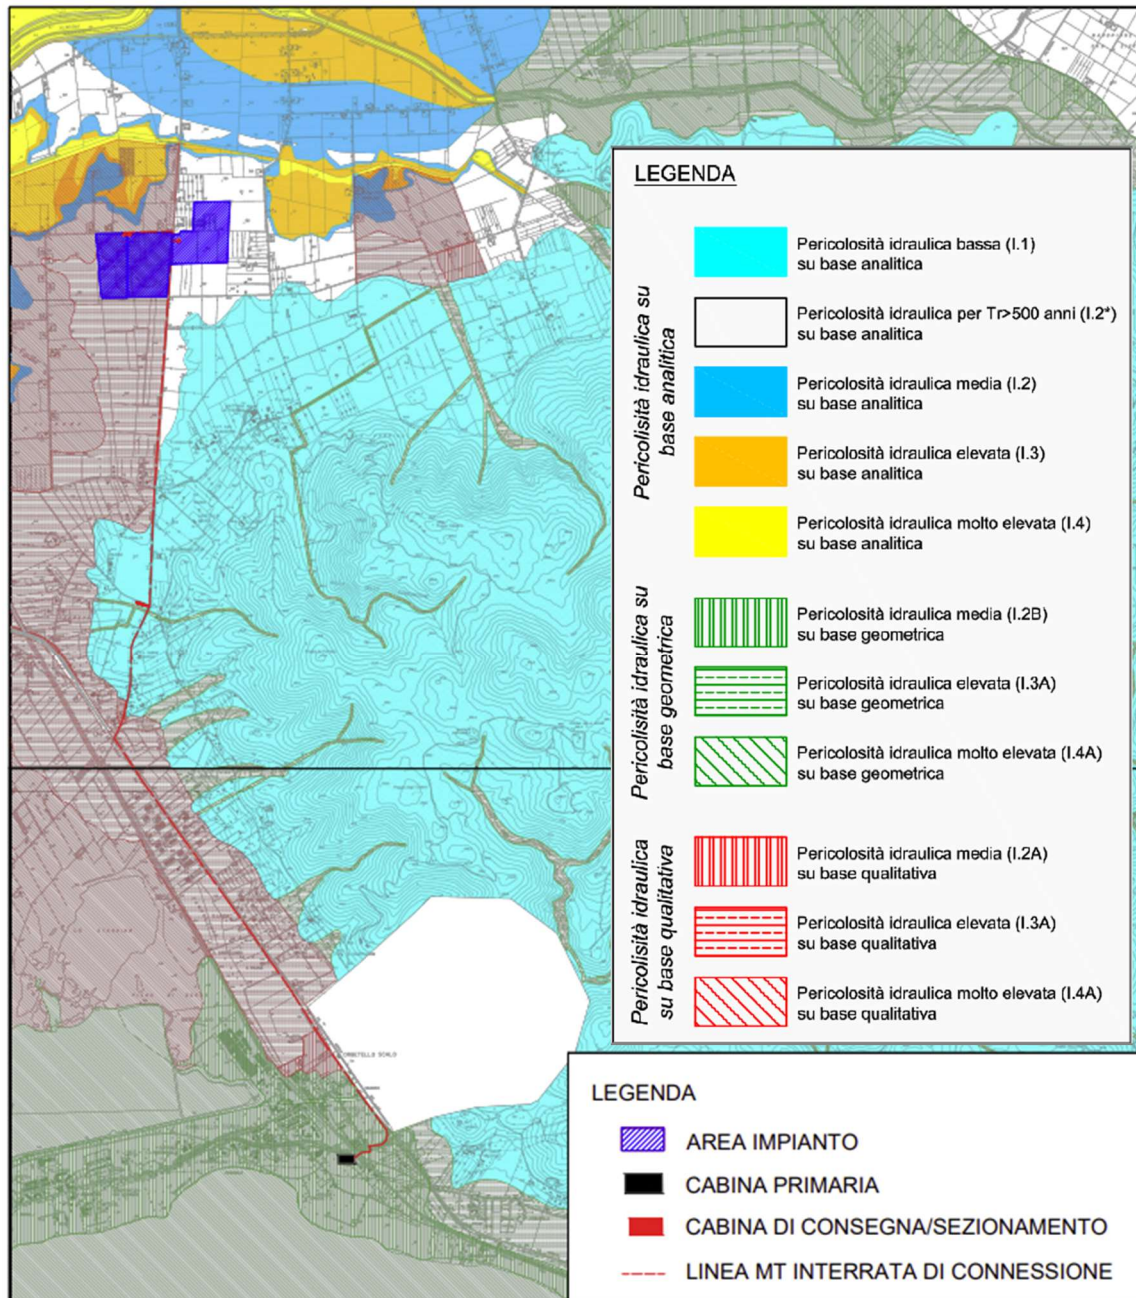 LEGENDA
Pericolisità idraulica su
base analitica
Pericolosità idraulica bassa (I.1)
su base analitica
Pericolosità idraulica per Tr>500 anni (I.2*)
su base analitica
Pericolosità idraulica media (I.2)
su base analitica
Pericolosità idraulica elevata (I.3)
su base analitica
Pericolosità idraulica molto elevata (I.4)
su base analitica
Pericolisità idraulica su
base geometrica
Pericolosità idraulica media (I.2B)
su base geometrica
Pericolosità idraulica elevata (I.3A)
su base geometrica
Pericolosità idraulica molto elevata (I.4A)
su base geometrica
Pericolisità idraulica
su base qualitativa
Pericolosità idraulica media (I.2A)
su base qualitativa
Pericolosità idraulica elevata (I.3A)
su base qualitativa
Pericolosità idraulica molto elevata (I.4A)
su base qualitativa
ORBETELLO SCALO
LEGENDA
AREA IMPIANTO
CABINA PRIMARIA
CABINA DI CONSEGNA/SEZIONAMENTO
LINEA MT INTERRATA DI CONNESSIONE